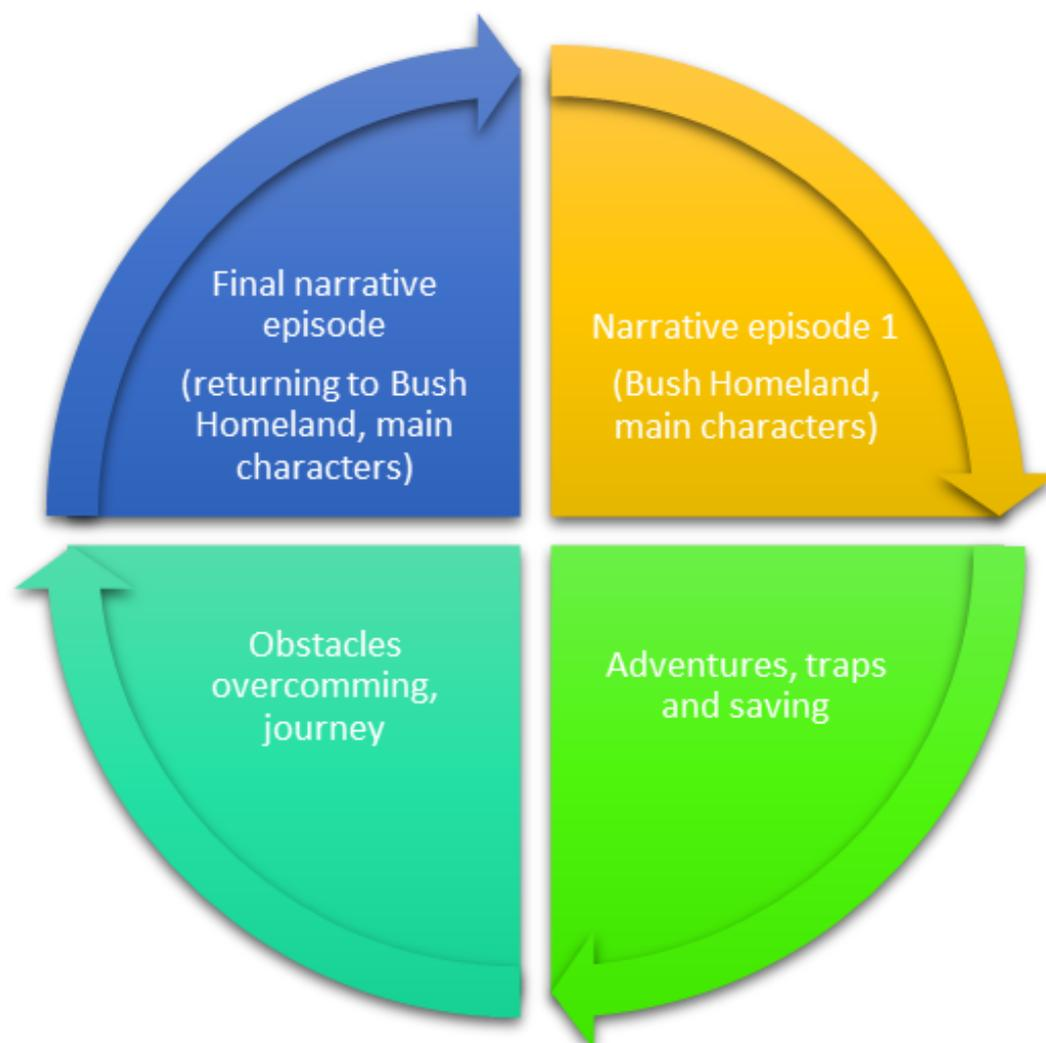 Final narrative
episode
(returning to Bush
Homeland, main
characters)
Narrative episode 1
(Bush Homeland,
main characters)
Obstacles
overcomming,
journey
Adventures, traps
and saving